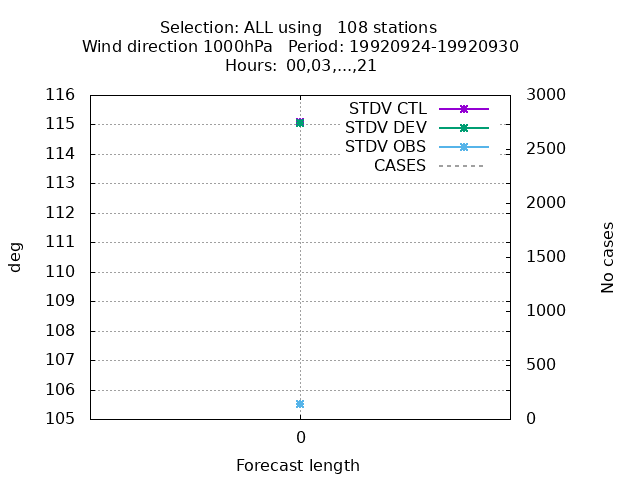 Selection: ALL using   108 stations
Wind direction 1000hPa   Period: 19920924-19920930
Hours:  00,03,...,21
116
115
114
113
112
111
110
109
108
107
106
105
3000
2500
2000
1500
1000
500
0
STDV CTL
STDV DEV
STDV OBS
CASES
deg
No cases
0
Forecast length